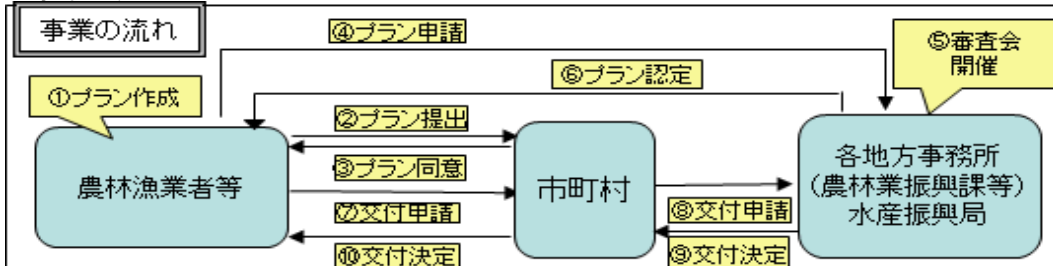 事業の流れ
④プラン申請
⑤審査会
開催
⑥プラン認定
①プラン作成
②プラン提出
③プラン同意
農林漁業者等
市町村
各地方事務所
(農林業振興課等)
水産振興局
⑦交付申請
⑧交付申請
⑩交付決定
⑨交付決定